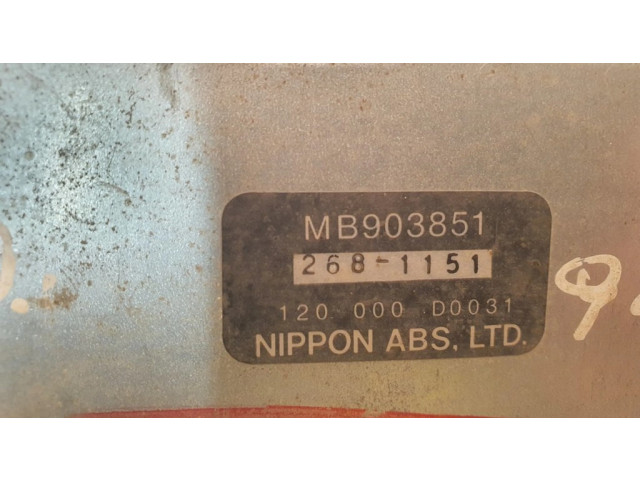 MB903851
268-1151
120 000 D0031
NIPPON ABS, LTD.